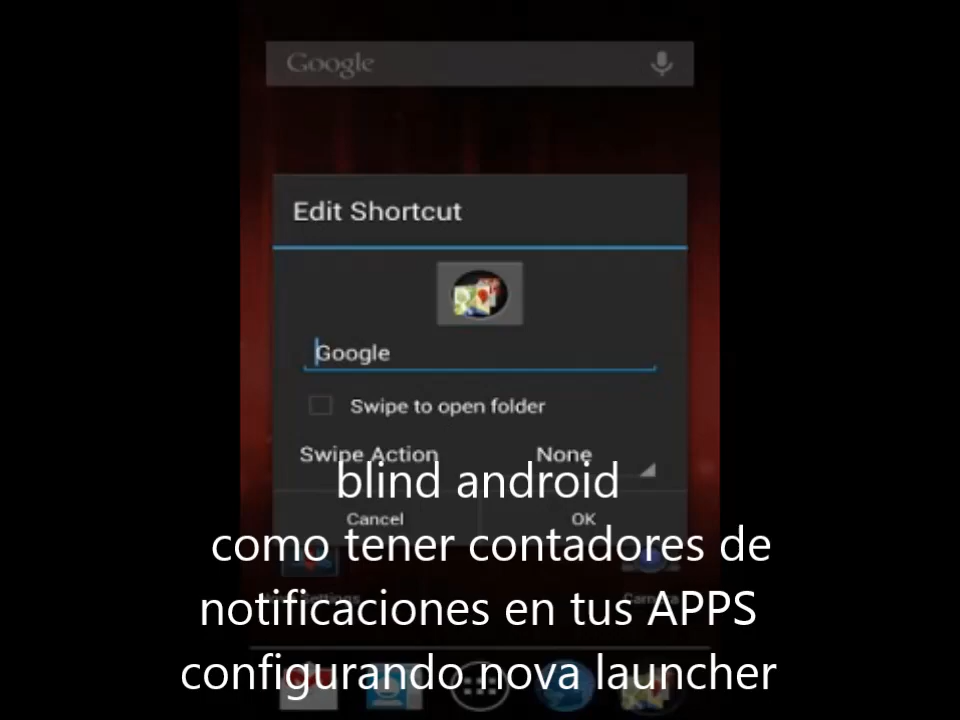 Google
Edit Shortcut
Google
Swipe to open folder
Swipe Action None
blind android
Cancel OK
como tener contadores de
notificaciones en tus APPS
configurando nova launcher